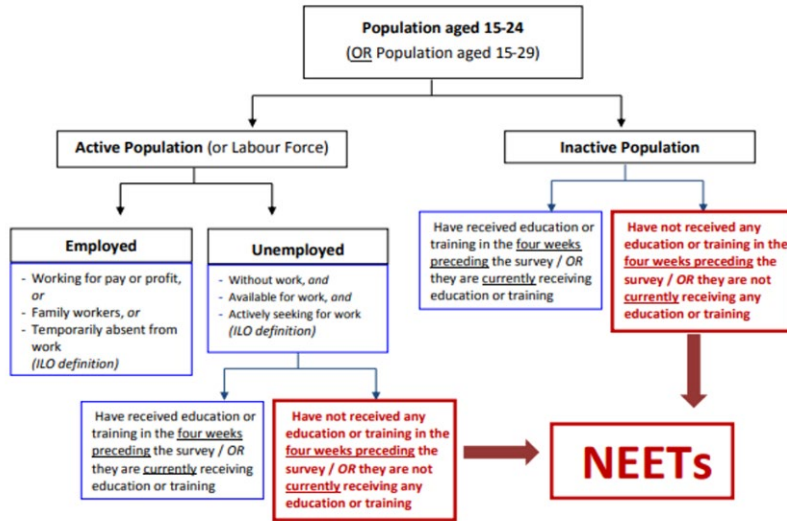 Population aged 15-24
(OR Population aged 15-29)
Active Population (or Labour Force)
Inactive Population
Employed
- Working for pay or profit,
or
- Family workers, or
- Temporarily absent from
work
(ILO definition)
Unemployed
- Without work, and
- Available for work, and
- Actively seeking for work
(ILO definition)
Have received education or
training in the four weeks
preceding the survey / OR
they are currently receiving
education or training
Have not received any
education or training in the
four weeks preceding the
survey / OR they are not
currently receiving any
education or training
Have received education or
training in the four weeks
preceding the survey / OR
they are currently receiving
education or training
Have not received any
education or training in the
four weeks preceding the
survey / OR they are not
currently receiving any
education or training
NEETs